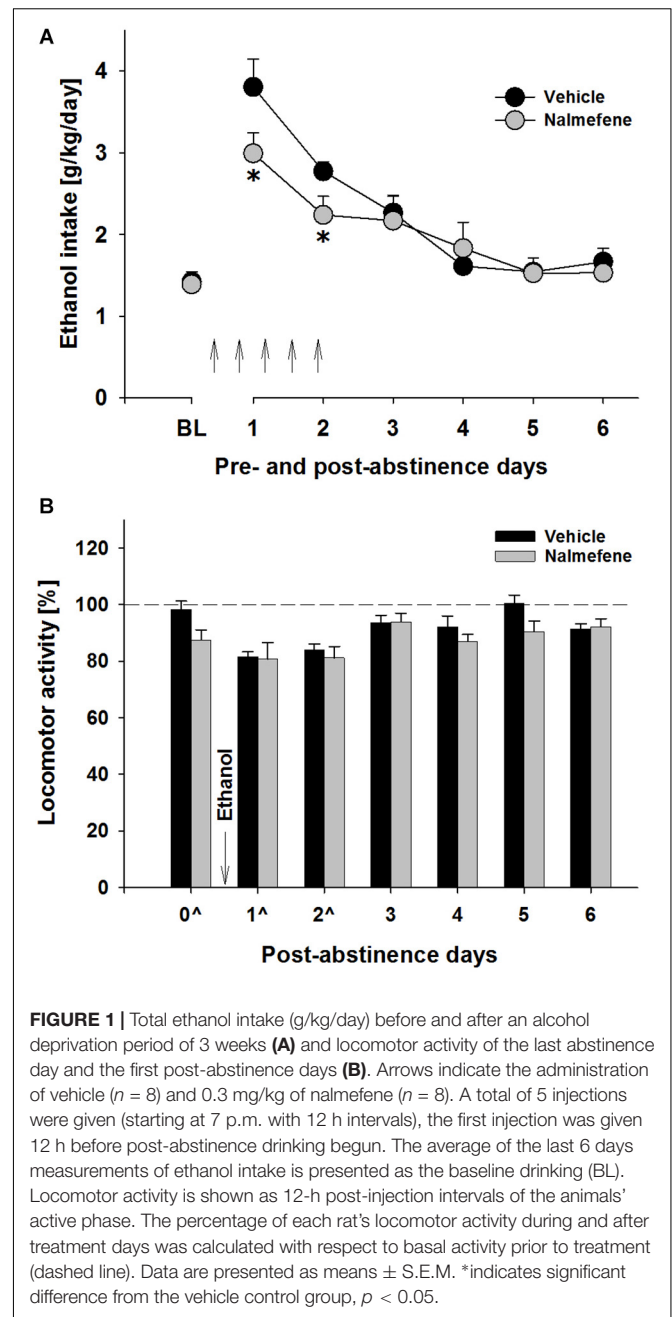 A
Ethanol intake [g/kg/day]
4
3
2
1
0
Vehicle
Nalmefene
*
*
BL 1 2 3 4 5 6
Pre- and post-abstinence days
B
Locomotor activity [%]
120
100
80
60
40
20
0
Vehicle
Nalmefene
Ethanol
0^ 1^ 2^ 3 4 5 6
Post-abstinence days
FIGURE 1 | Total ethanol intake (g/kg/day) before and after an alcohol
deprivation period of 3 weeks (A) and locomotor activity of the last abstinence
day and the first post-abstinence days (B). Arrows indicate the administration
of vehicle (n = 8) and 0.3 mg/kg of nalmefene (n = 8). A total of 5 injections
were given (starting at 7 p.m. with 12 h intervals), the first injection was given
12 h before post-abstinence drinking begun. The average of the last 6 days
measurements of ethanol intake is presented as the baseline drinking (BL).
Locomotor activity is shown as 12-h post-injection intervals of the animals'
active phase. The percentage of each rat's locomotor activity during and after
treatment days was calculated with respect to basal activity prior to treatment
(dashed line). Data are presented as means ± S.E.M. *indicates significant
difference from the vehicle control group, p < 0.05.